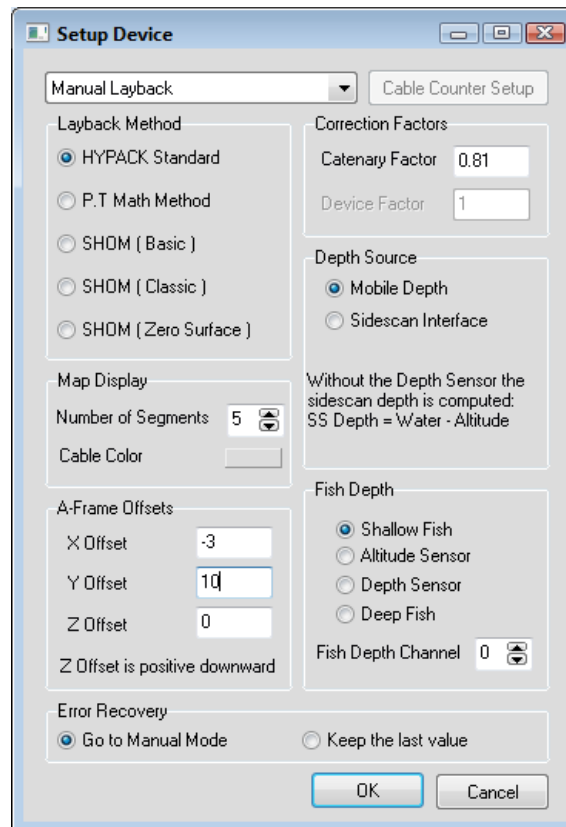 Setup Device
Manual Layback
Cable Counter Setup
Layback Method
HYPACK Standard
P.T Math Method
SHOM ( Basic )
SHOM ( Classic )
SHOM ( Zero Surface )
Correction Factors
Catenary Factor 0.81
Device Factor 1
Depth Source
Mobile Depth
Sidescan Interface
Without the Depth Sensor the
sidescan depth is computed:
SS Depth = Water - Altitude
Map Display
Number of Segments 5
Cable Color
A-Frame Offsets
X Offset -3
Y Offset 10
Z Offset 0
Z Offset is positive downward
Fish Depth
Shallow Fish
Altitude Sensor
Depth Sensor
Deep Fish
Fish Depth Channel 0
Error Recovery
Go to Manual Mode
Keep the last value
OK
Cancel